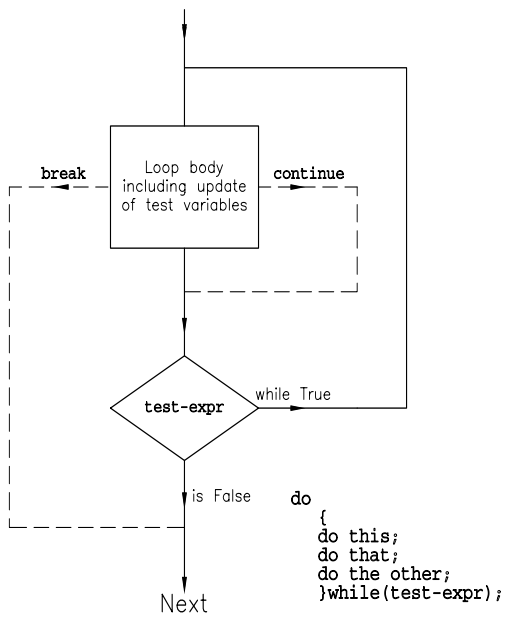 break
Loop body
including update
of test variables
continue
test-expr
while True
is False
do
{
do this;
do that;
do the other;
}while(test-expr);
Next